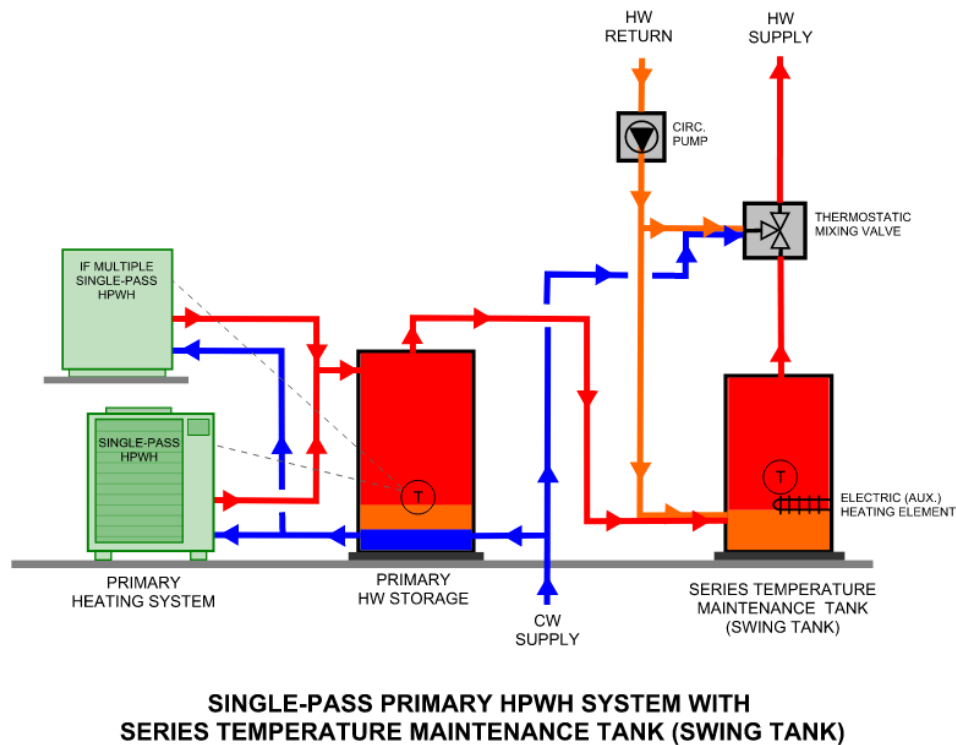 HW
RETURN
HW
SUPPLY
CIRC.
PUMP
THERMOSTATIC
MIXING VALVE
IF MULTIPLE
SINGLE-PASS
HPWH
SINGLE-PASS
HPWH
T
T
ELECTRIC (AUX.)
HEATING ELEMENT
PRIMARY
HEATING SYSTEM
PRIMARY
HW STORAGE
CW
SUPPLY
SERIES TEMPERATURE
MAINTENANCE TANK
(SWING TANK)
SINGLE-PASS PRIMARY HPWH SYSTEM WITH
SERIES TEMPERATURE MAINTENANCE TANK (SWING TANK)